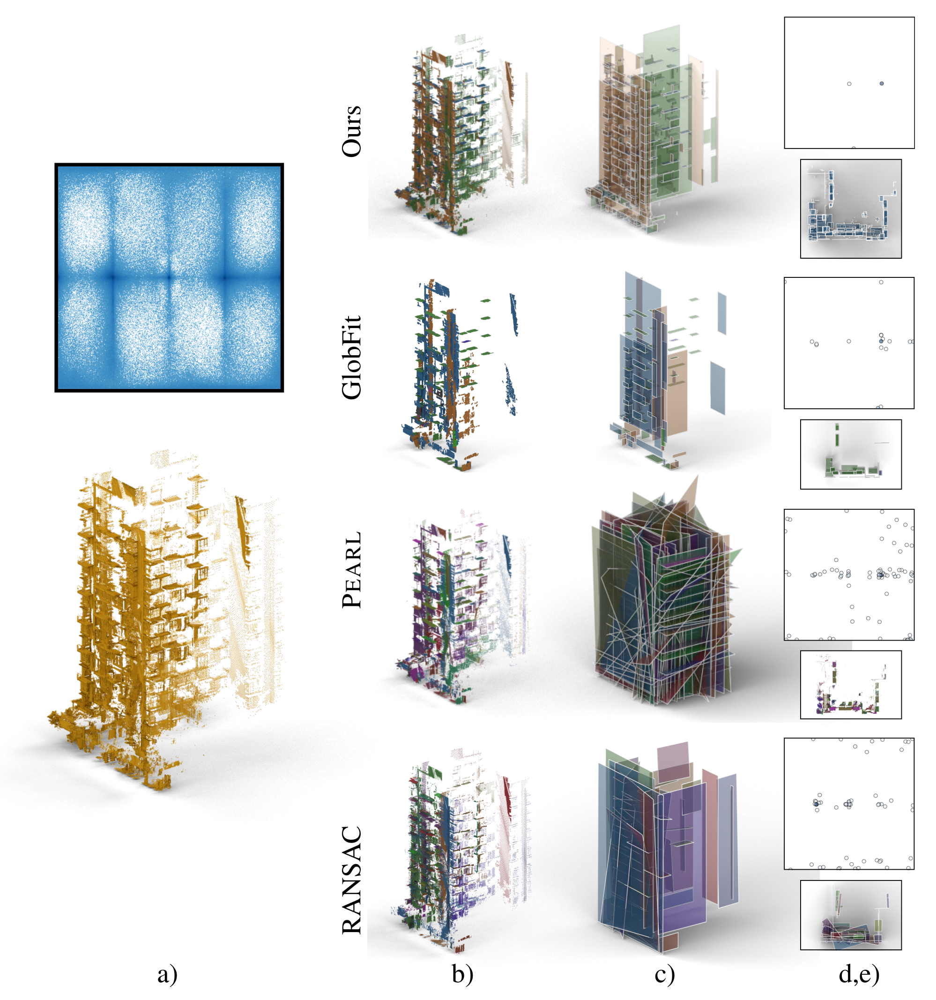 Ours
GlobFit
PEARL
RANSAC
a)
b)
c)
d,e)